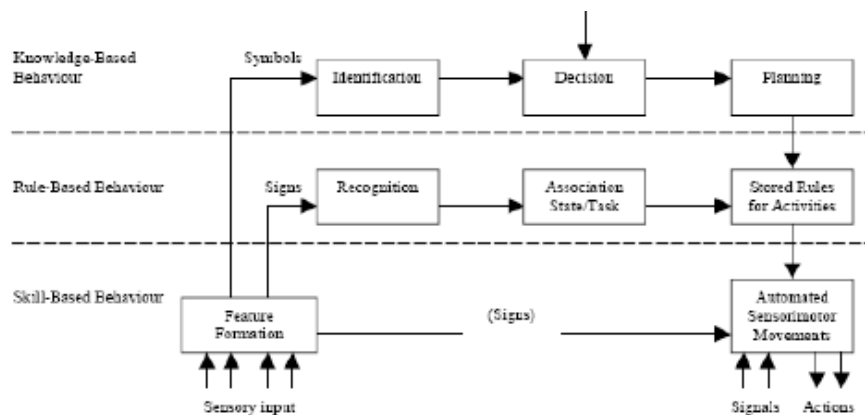 Knowledge-Based
Behaviour
Symbols
Identification
Decision
Planning
Rule-Based Behaviour
Signs
Recognition
Association
State/Task
Stored Rules
for Activities
Skill-Based Behaviour
Feature
Formation
(Signs)
Automated
Sensorimotor
Movements
Sensory input
Signals
Actions